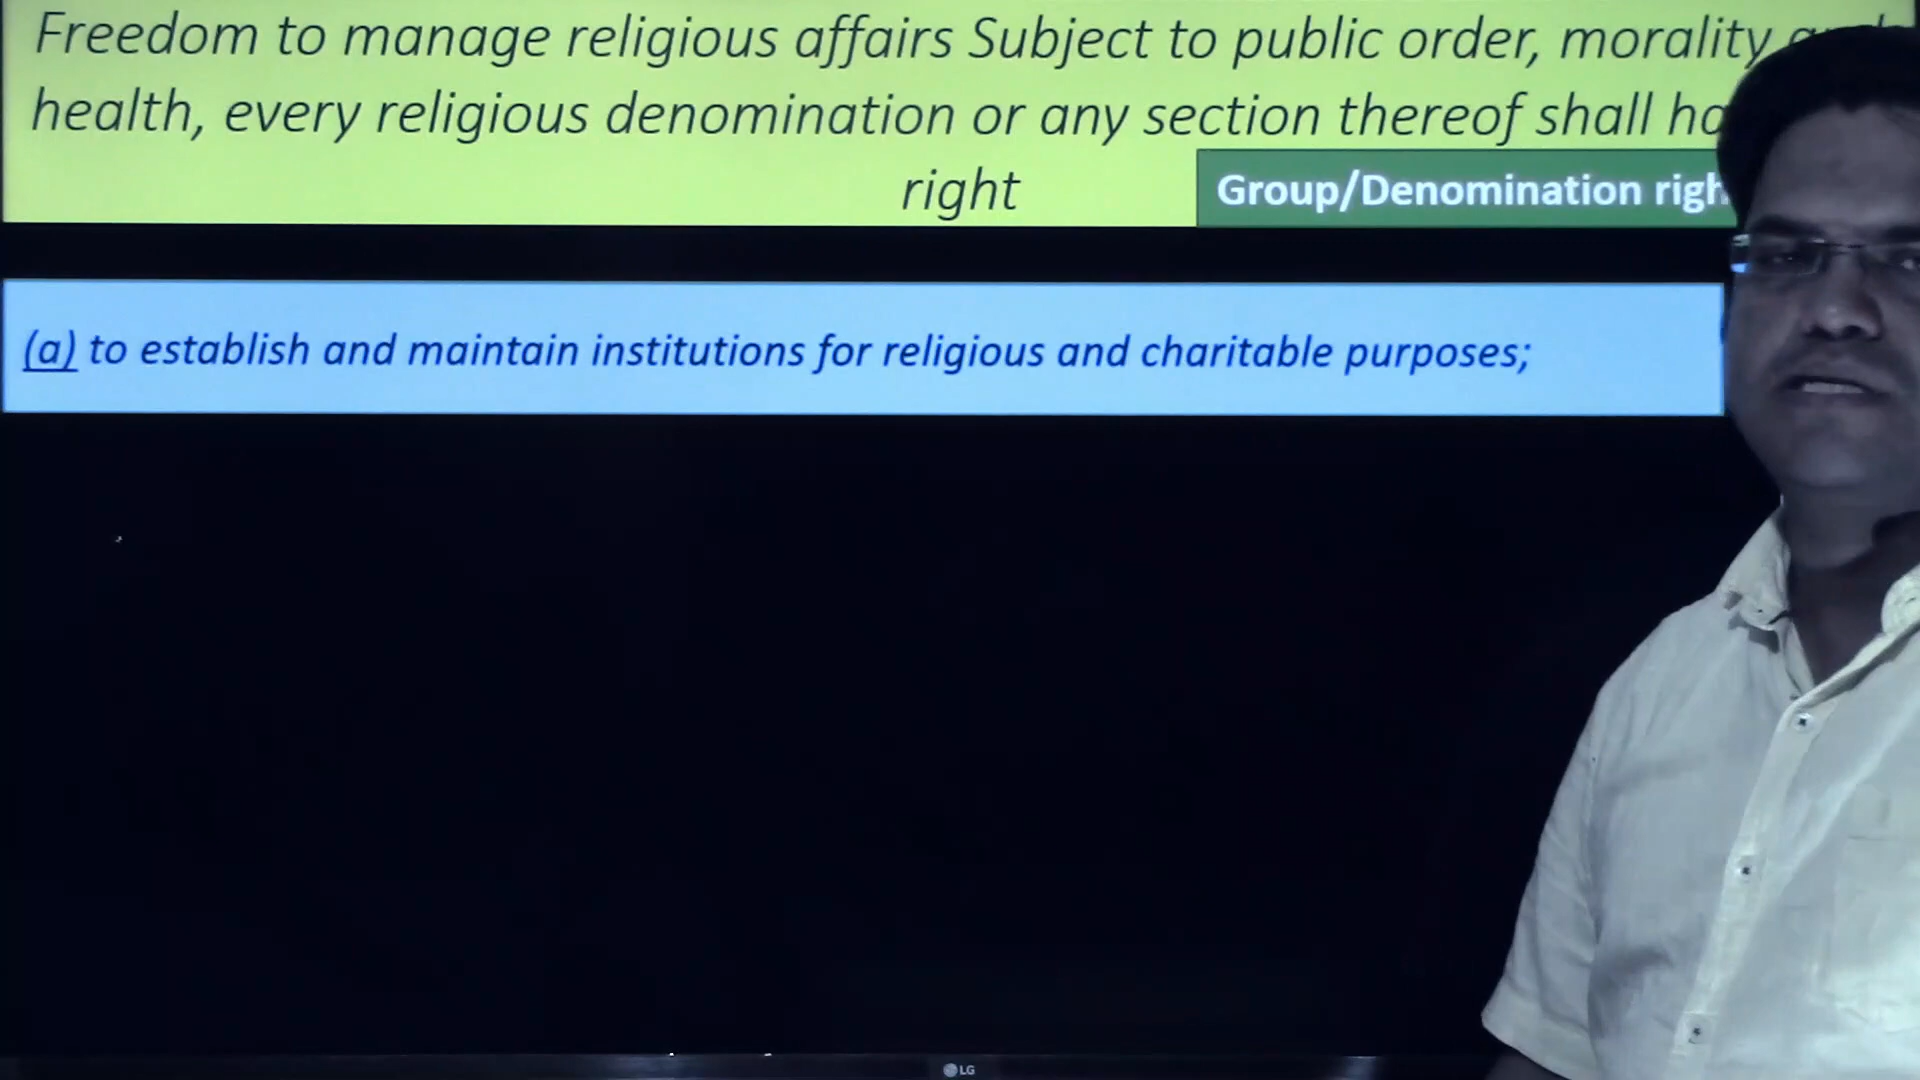 Freedom to manage religious affairs Subject to public order, morality
health, every religious denomination or any section thereof shall
right
Group/Denomination
(a) to establish and maintain institutions for religious and charitable purposes;
LG